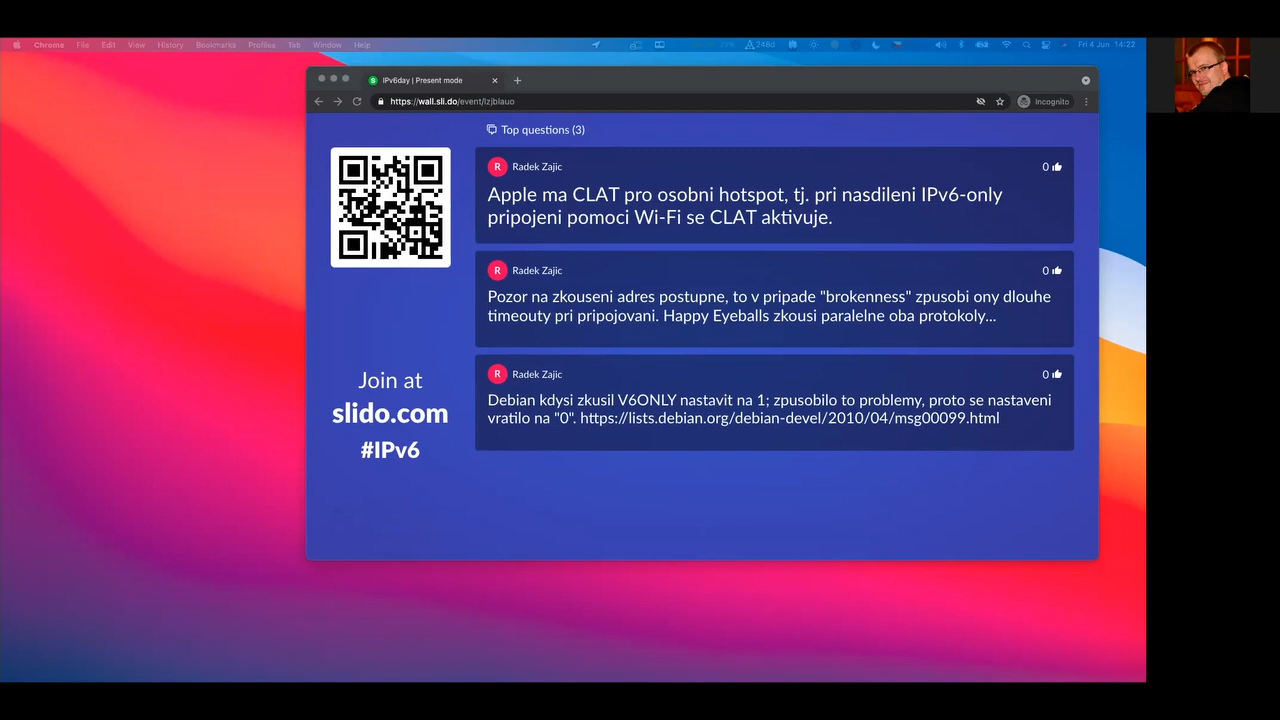 Chrome File Edit View History Bookmarks Profiles Tab Window Help 248d Fri 4 Jun 14:22
IPv6day | Present mode
https://wall.sli.do/event/lzjblauo
Incognito
Top questions (3)
R Radek Zajic 0
Apple ma CLAT pro osobni hotspot, tj. pri nasdileni IPv6-only
pripojeni pomoci Wi-Fi se CLAT aktivuje.
R Radek Zajic 0
Pozor na zkouseni adres postupne, to v pripade "brokenness" zpusobi ony dlouhe
timeouty pri pripojovani. Happy Eyeballs zkousi paralelne oba protokoly...
R Radek Zajic 0
Debian kdysi zkusil V6ONLY nastavit na 1; zpusobilo to problemy, proto se nastaveni
vratilo na "0". https://lists.debian.org/debian-devel/2010/04/msg00099.html
Join at
slido.com
#IPv6